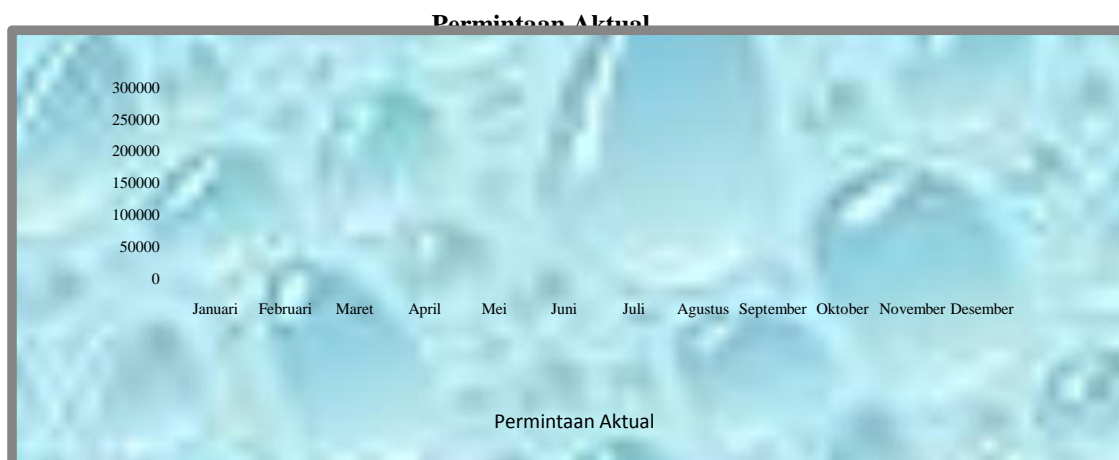 Permintaan Aktual
300000
250000
200000
150000
100000
50000
0
Januari Februari Maret April Mei Juni Juli Agustus September Oktober November Desember
Permintaan Aktual